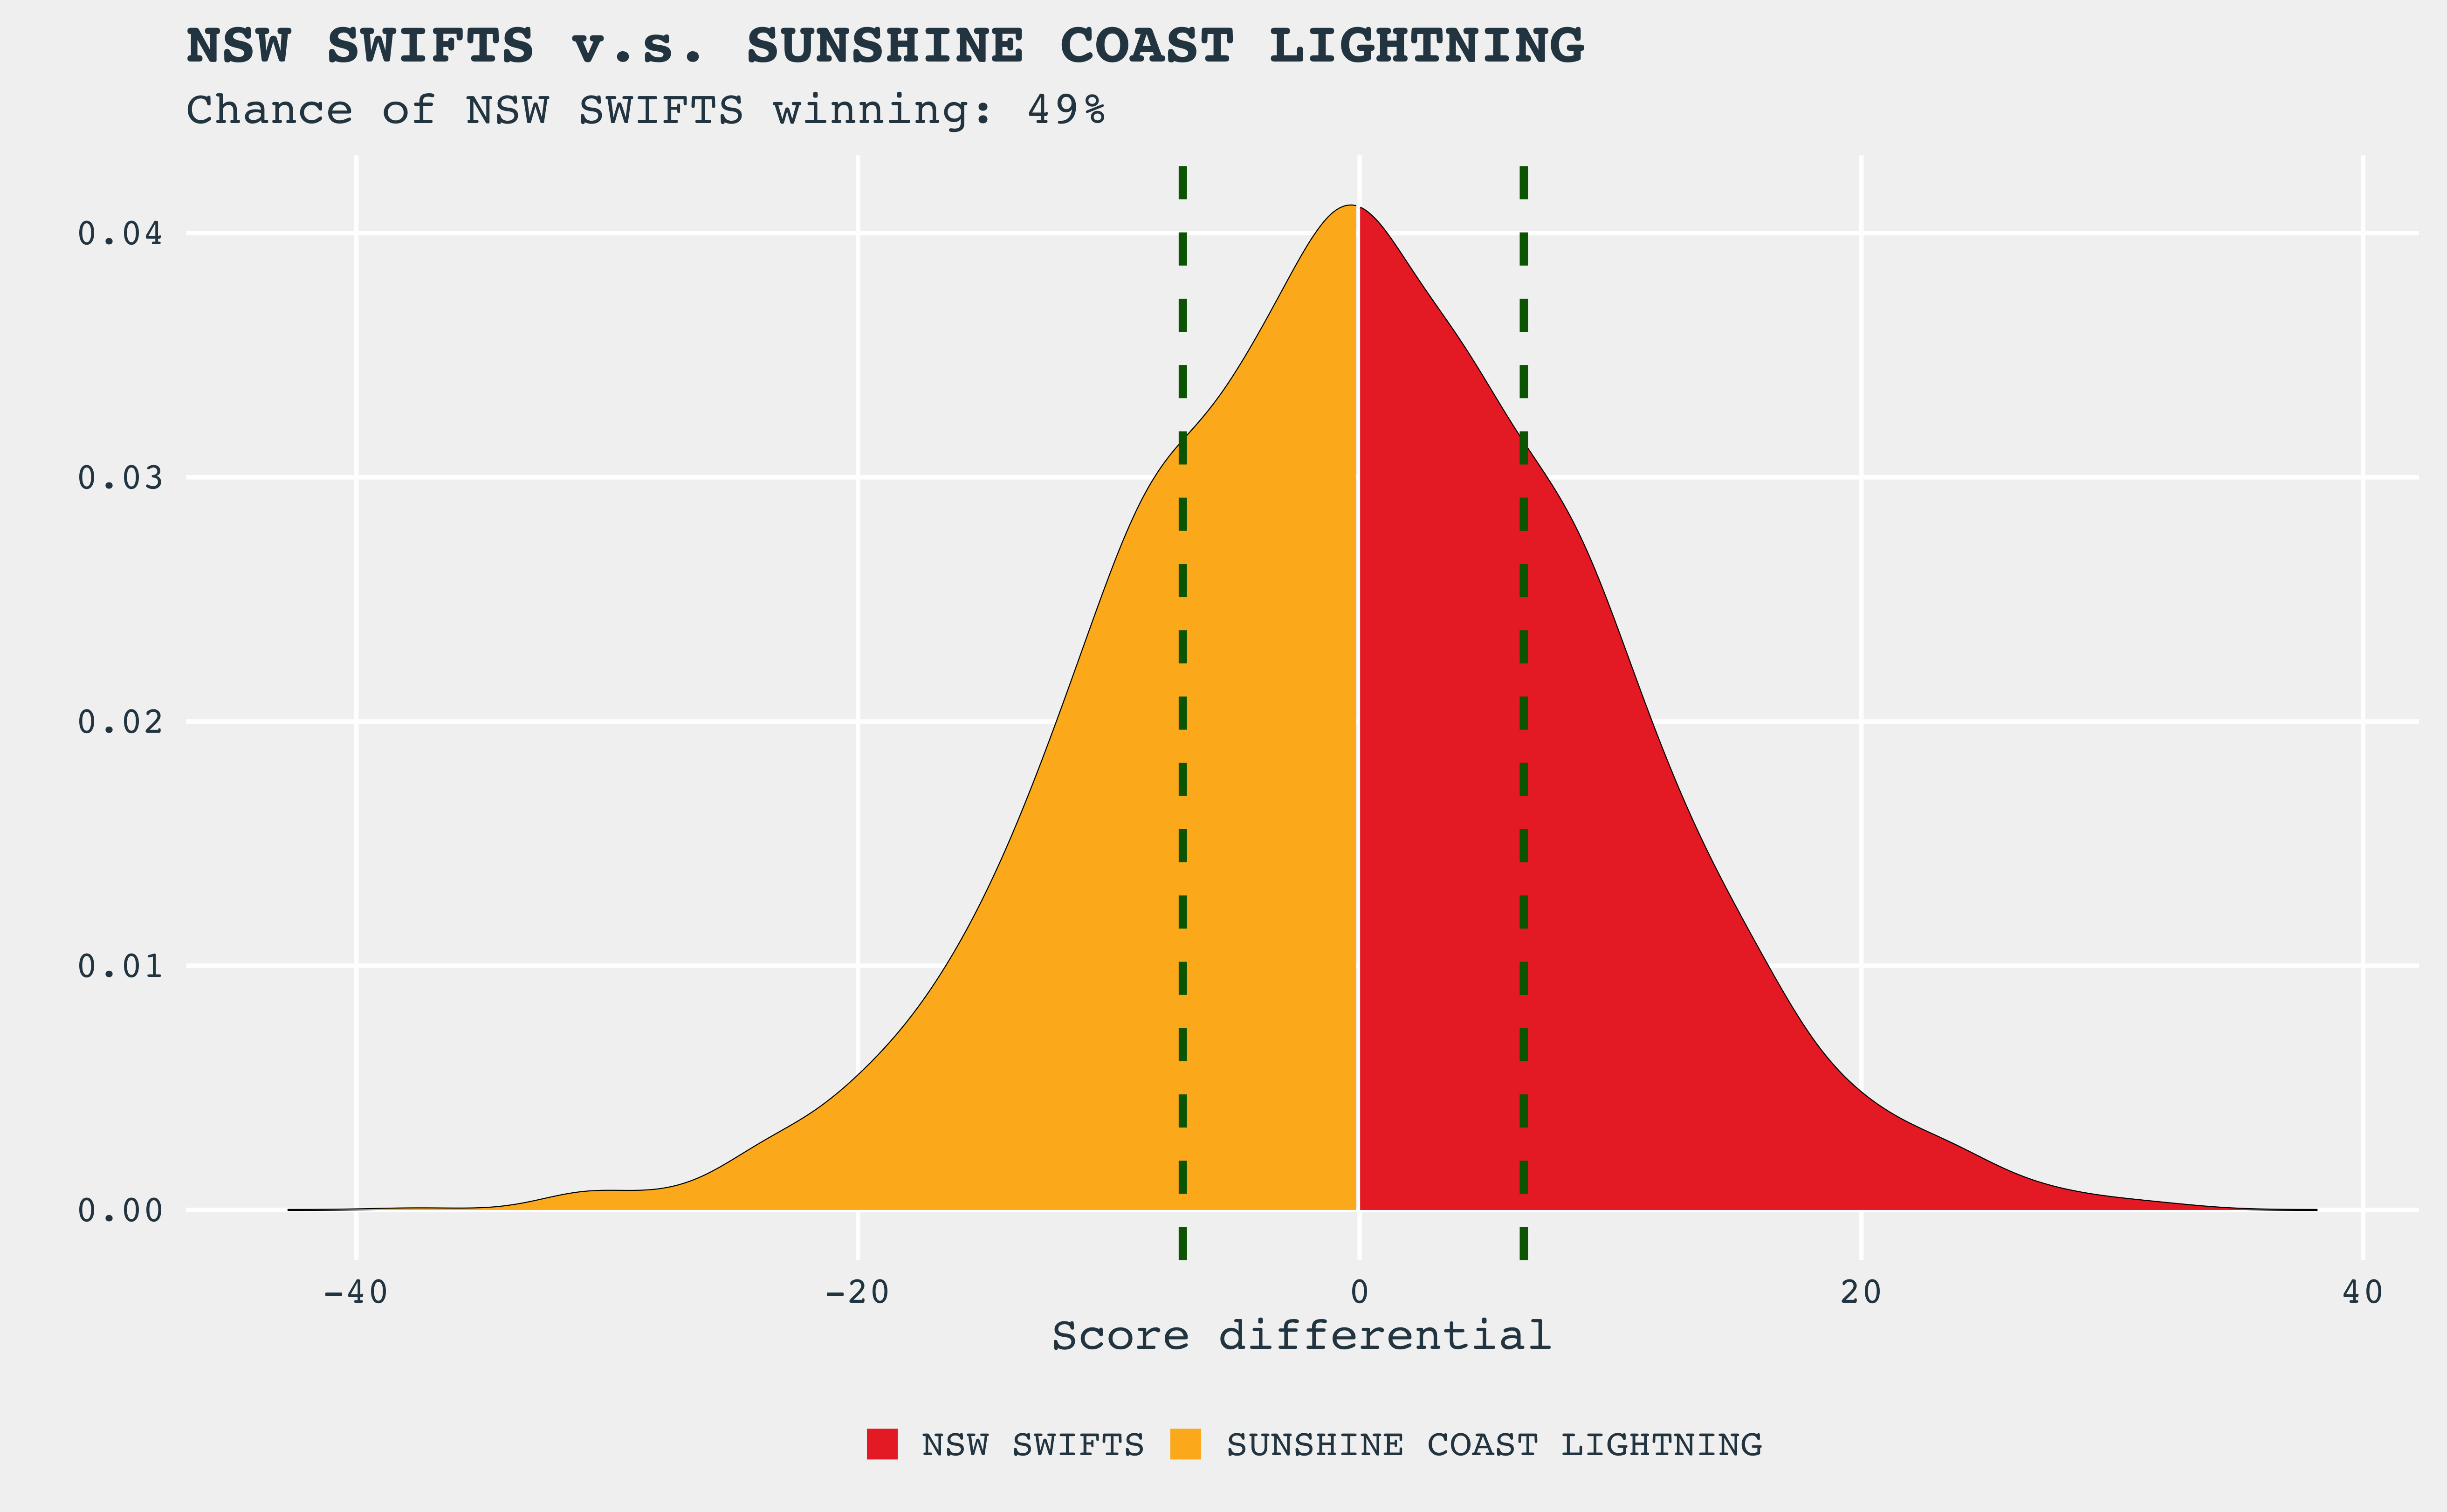 NSW SWIFTS v.s. SUNSHINE COAST LIGHTNING
Chance of NSW SWIFTS winning: 49%
0.04
0.03
0.02
0.01
0.00
-40 -20 0 20 40
Score differential
NSW SWIFTS SUNSHINE COAST LIGHTNING